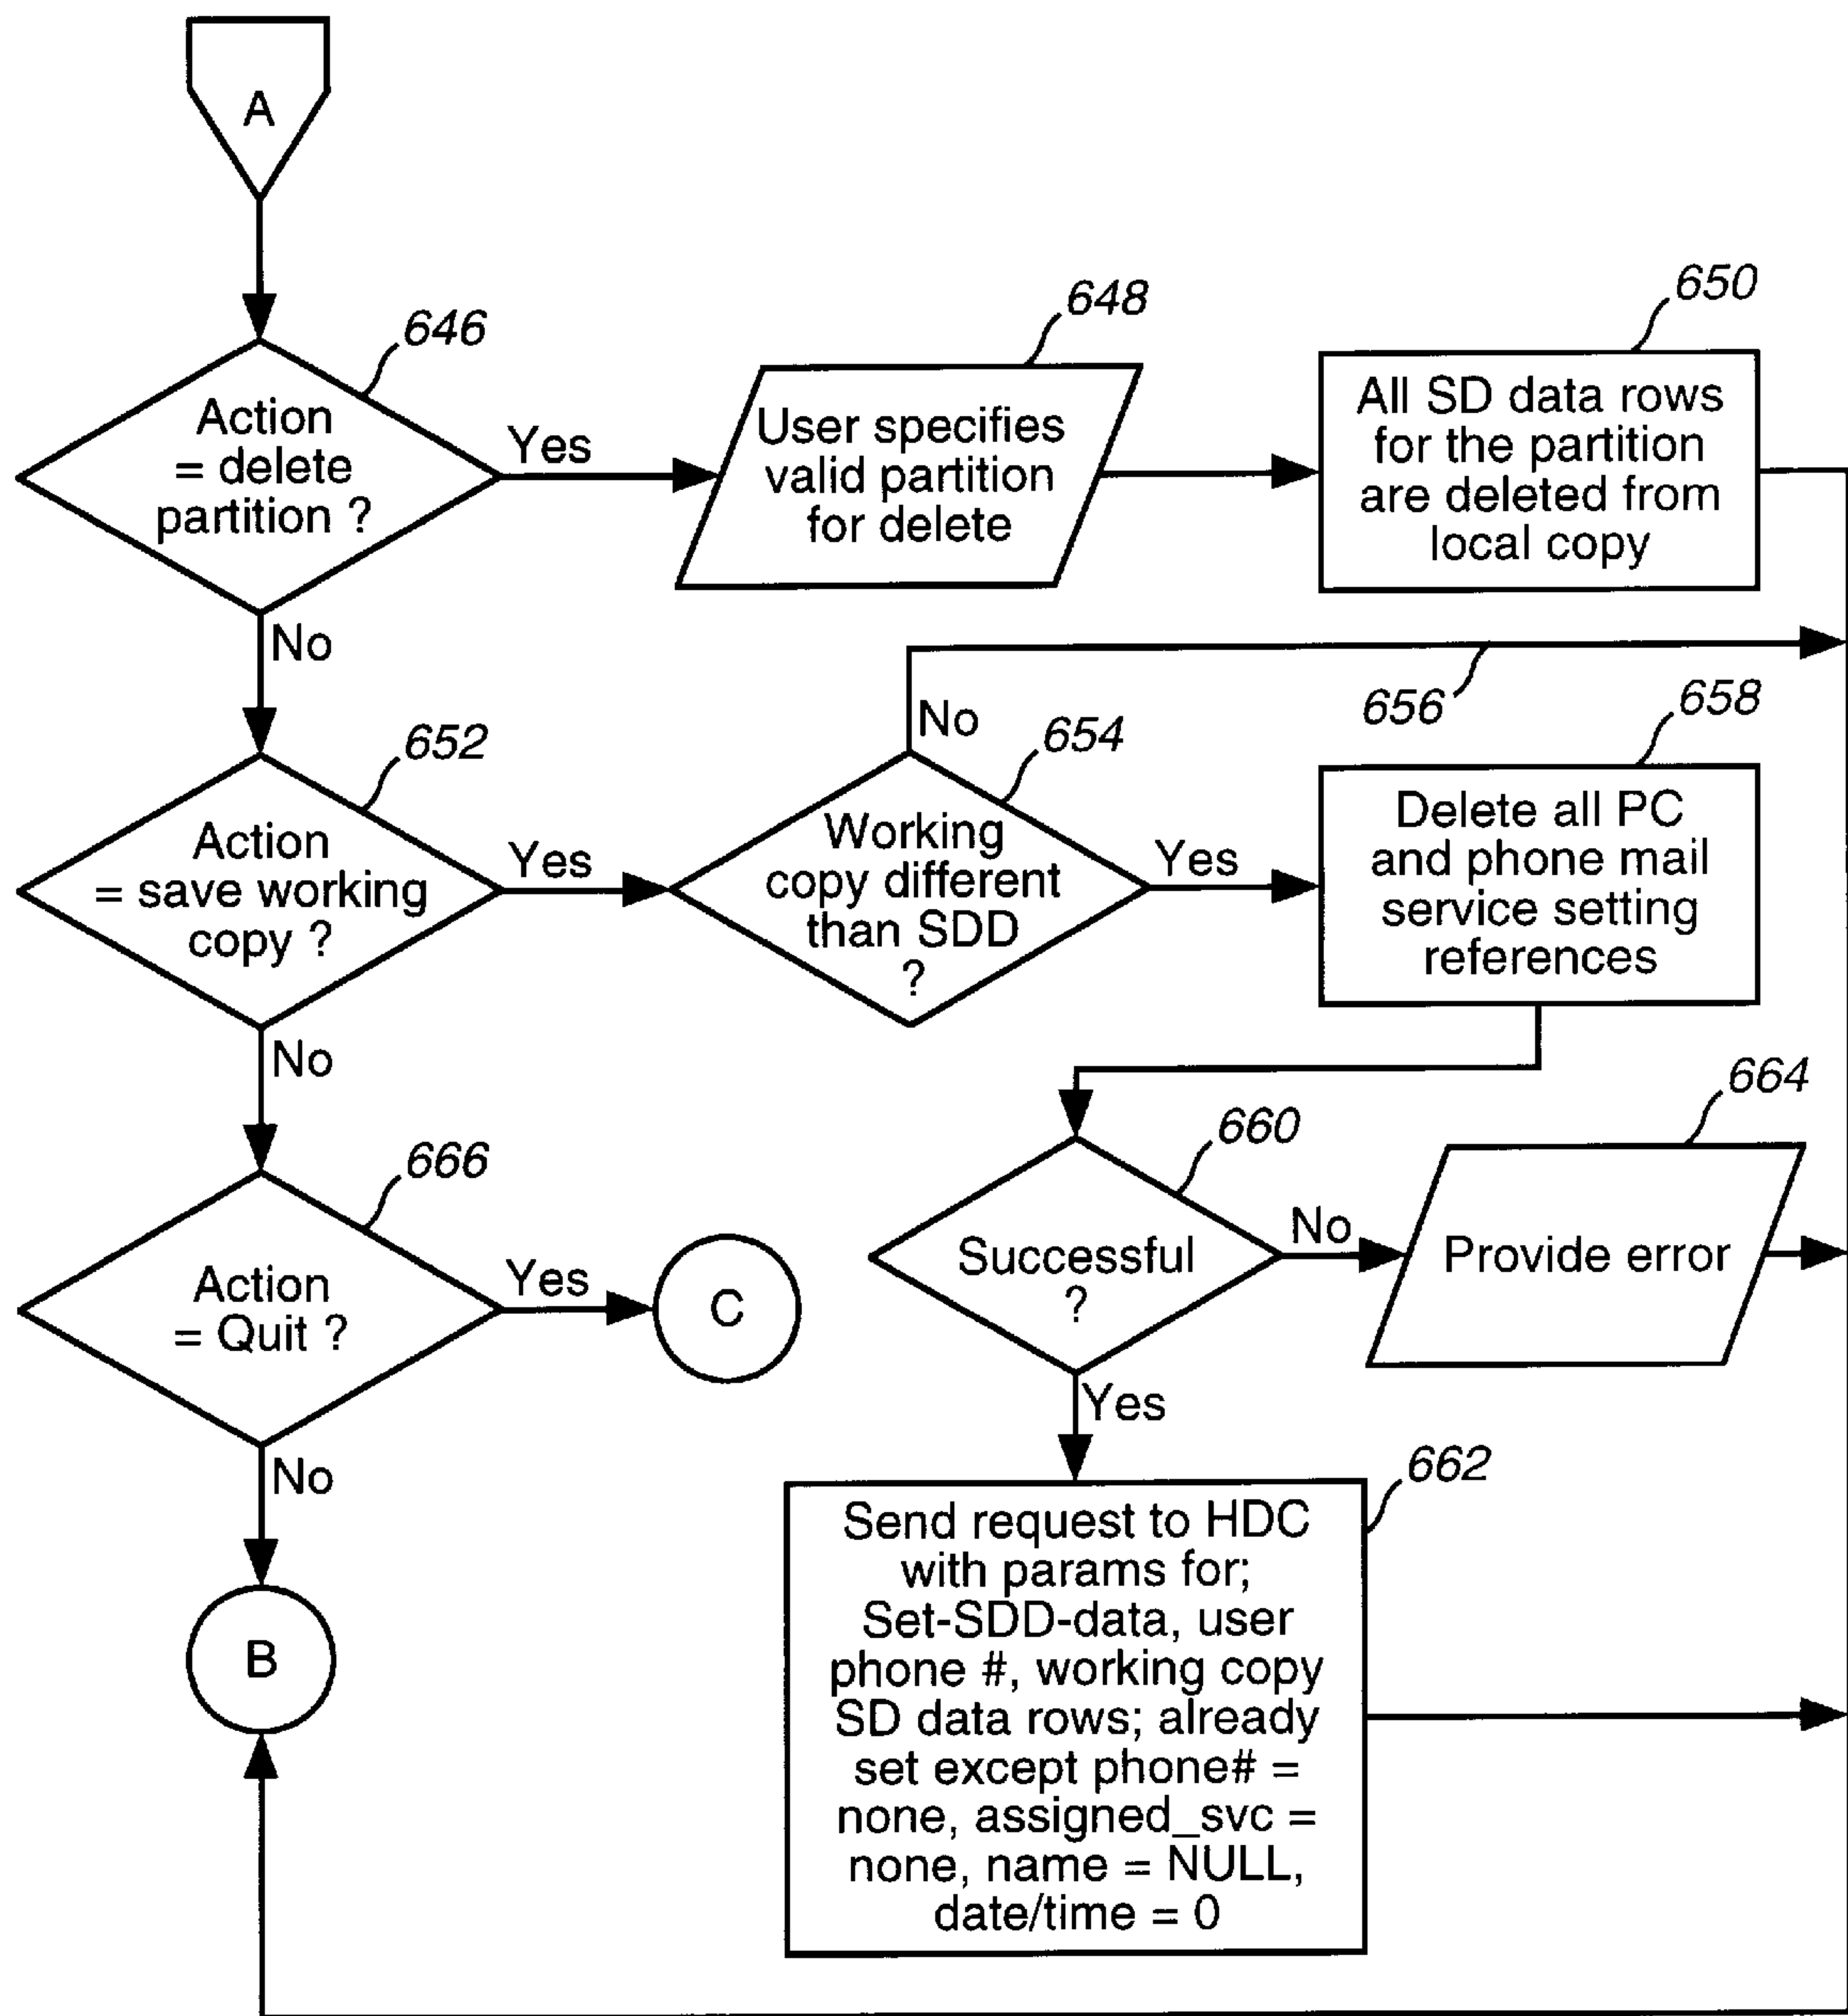 A
646
Action
= delete
partition ?
Yes
648
User specifies
valid partition
for delete
650
All SD data rows
for the partition
are deleted from
local copy
No
652
Action
= save working
copy ?
Yes
654
Working
copy different
than SDD
?
No
656
Yes
658
Delete all PC
and phone mail
service setting
references
No
660
Successful
?
No
664
Provide error
Yes
662
Send request to HDC
with params for;
Set-SDD-data, user
phone #, working copy
SD data rows; already
set except phone# =
none, assigned_svc =
none, name = NULL,
date/time = 0
666
Action
= Quit ?
Yes
C
No
B